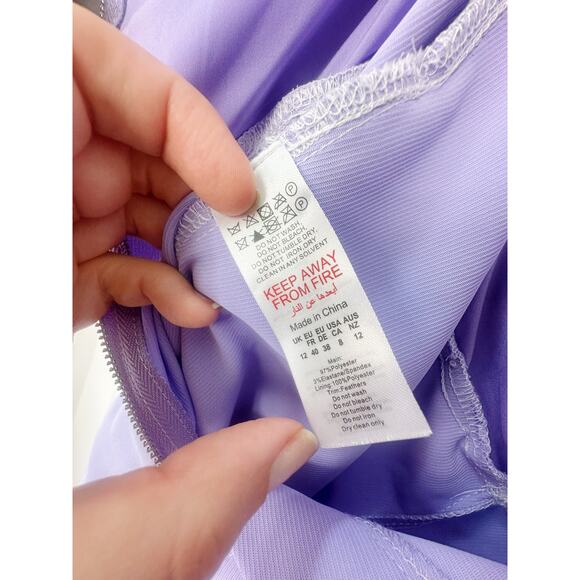 DO NOT WASH,
DO NOT BLEACH,
DO NOT TUMBLE DRY,
DO NOT IRON,DRY
CLEAN IN ANY SOLVENT
KEEP AWAY
FROM FIRE
أبعدها عن النار
Made in China
UK EU EU USA AUS
FR DE CA NZ
12 40 38 8 12
Main:
97%Polyester
3%Elastane/Spandex
Lining:100%Polyester
Trim:Feathers
Do not wash
Do not bleach
Do not tumble dry
Do not iron
Dry clean only